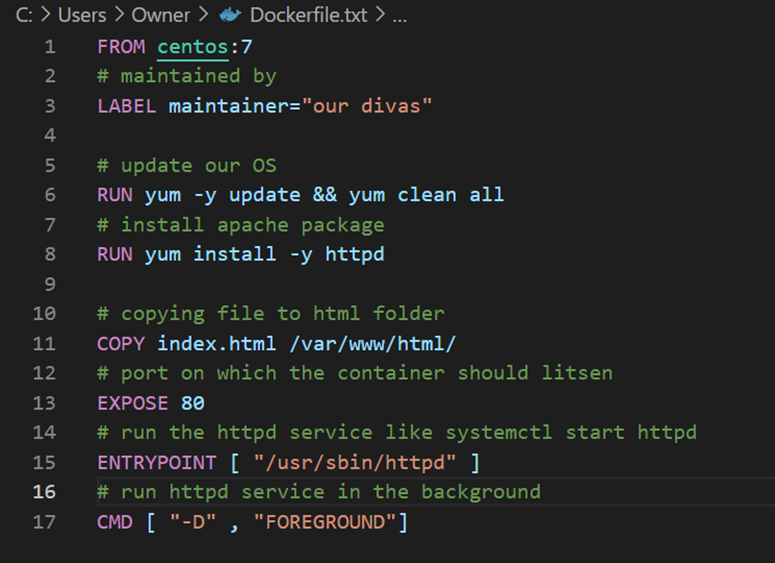 C: > Users > Owner > Dockerfile.txt > ...
1 FROM centos:7
2 # maintained by
3 LABEL maintainer="our divas"
4
5 # update our OS
6 RUN yum -y update && yum clean all
7 # install apache package
8 RUN yum install -y httpd
9
10 # copying file to html folder
11 COPY index.html /var/www/html/
12 # port on which the container should litsen
13 EXPOSE 80
14 # run the httpd service like systemctl start httpd
15 ENTRYPOINT [ "/usr/sbin/httpd" ]
16 # run httpd service in the background
17 CMD [ "-D" , "FOREGROUND"]